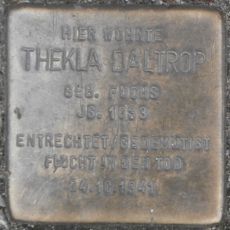 HIER WOHNTE
THEKLA DALTROP
GEB. FUCHS
JG.
ENTRECHTET/GEDEMÜTIGT
FLUCHT IN DEN TOD
24.10.1941